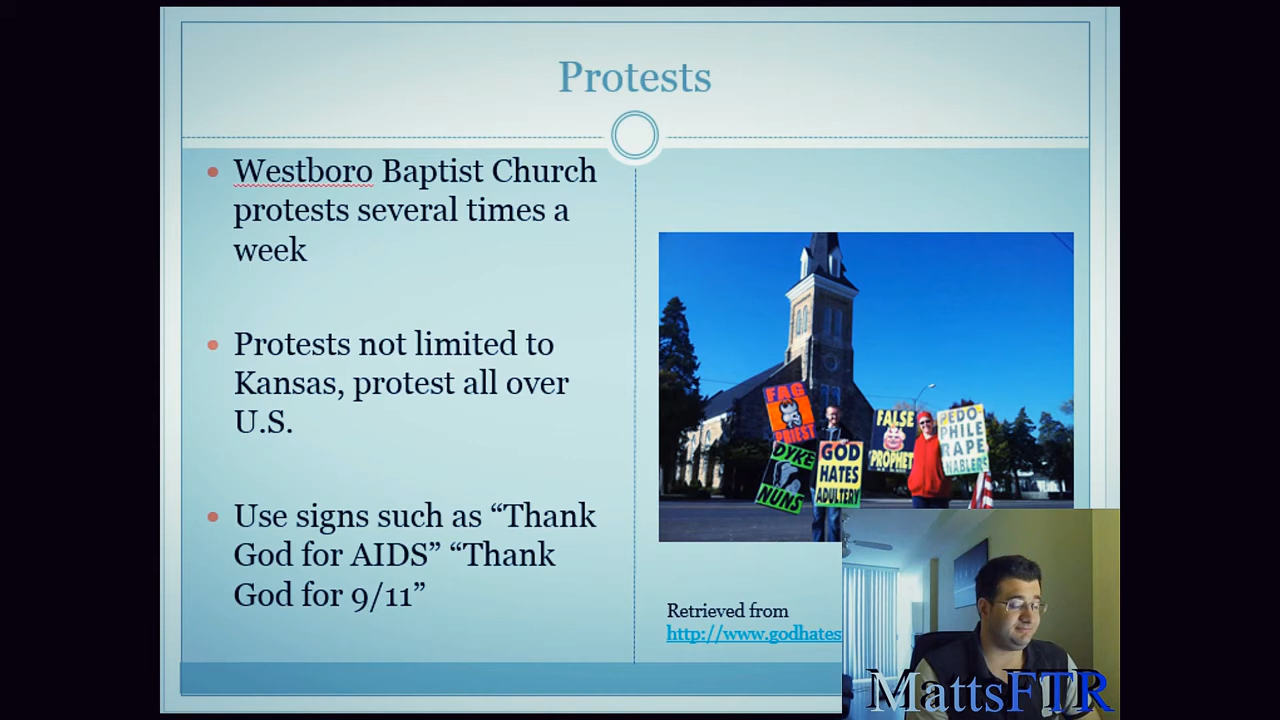 Protests
Westboro Baptist Church
protests several times a
week
Protests not limited to
Kansas, protest all over
U.S.
Use signs such as “Thank
God for AIDS” “Thank
God for 9/11”
FAG
PRIEST
DYKE
NUNS
GOD
HATES
ADULTERY
FALSE
PROPHET
PEDO
PHILE
RAPE
Retrieved from
http://www.godhates
MattsFTR